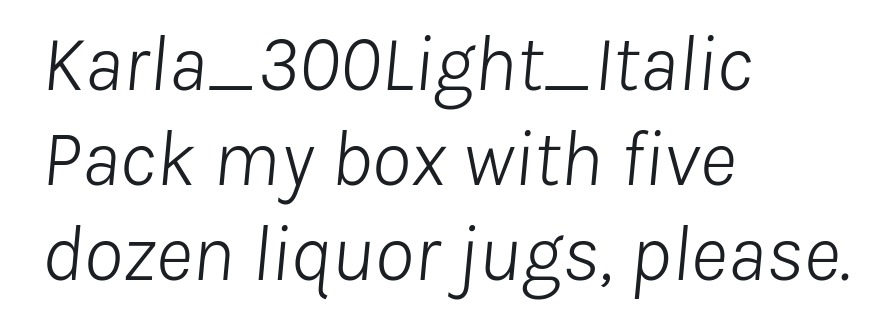 Karla_300Light_Italic
Pack my box with five
dozen liquor jugs, please.